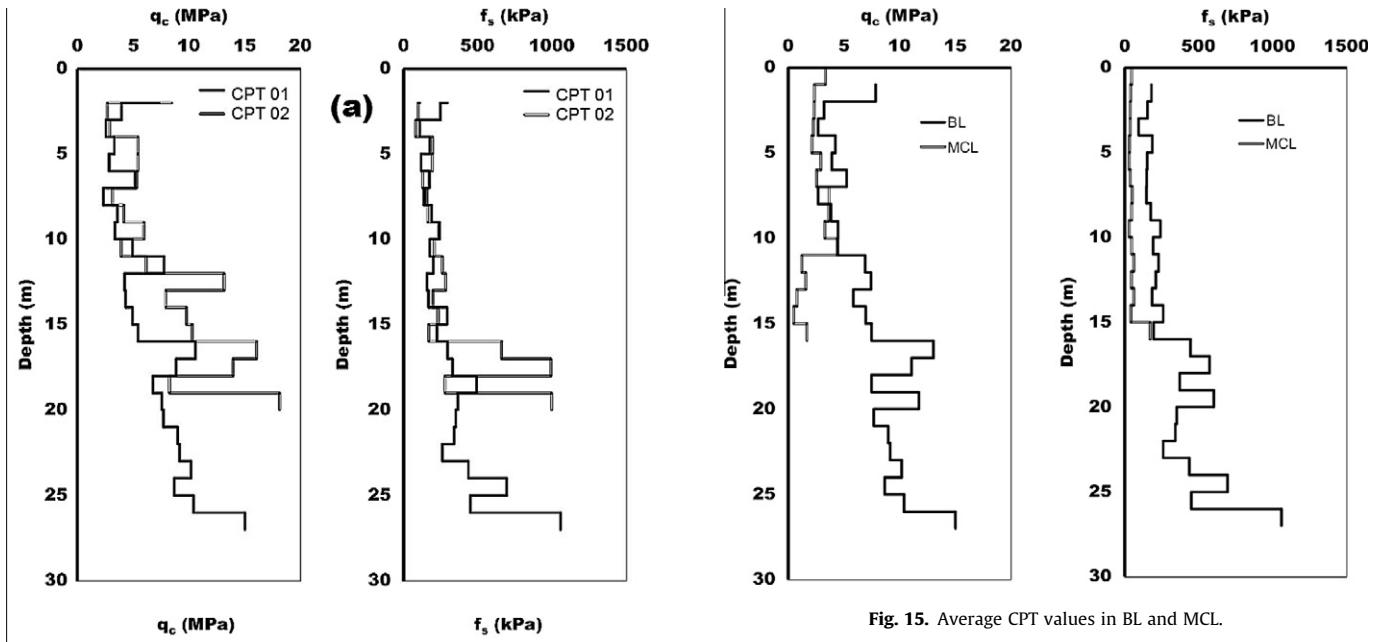 q_c (MPa)
0 5 10 15 20
f_s (kPa)
0 500 1000 1500
0
5
10
15
20
25
30
Depth (m)
CPT 01
CPT 02
(a)
0
5
10
15
20
25
30
Depth (m)
CPT 01
CPT 02
q_c (MPa)
f_s (kPa)
q_c (MPa)
0 5 10 15 20
f_s (kPa)
0 500 1000 1500
0
5
10
15
20
25
30
Depth (m)
BL
MCL
0
5
10
15
20
25
30
Depth (m)
BL
MCL
Fig. 15. Average CPT values in BL and MCL.